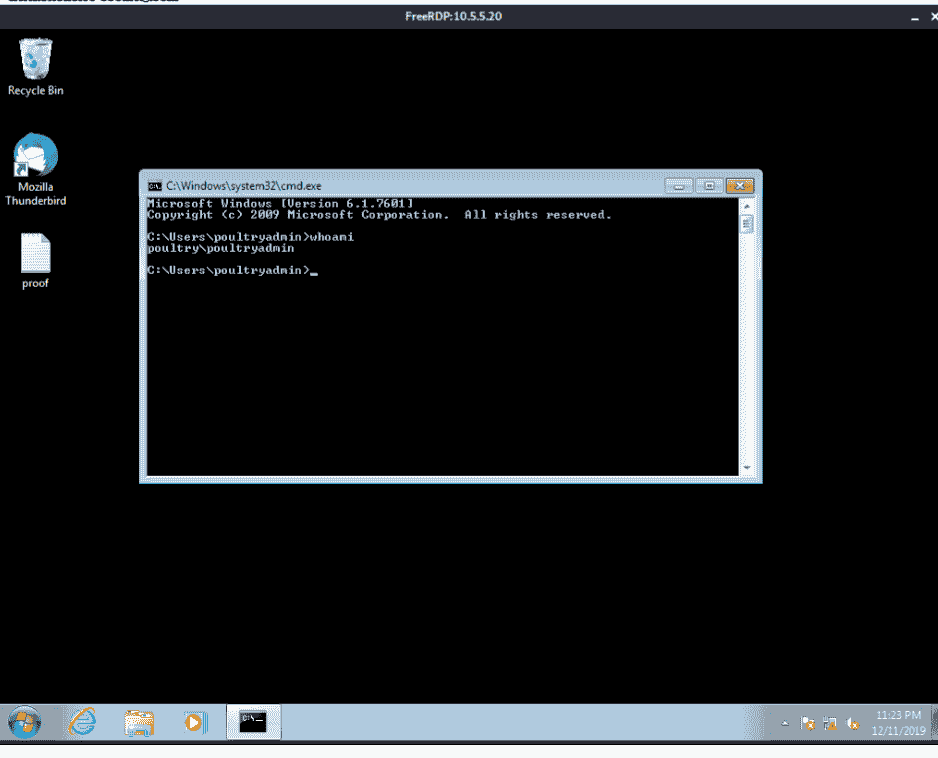 FreeRDP:10.5.5.20
Recycle Bin
Mozilla
Thunderbird
proof
C:\Windows\system32\cmd.exe
Microsoft Windows [Version 6.1.7601]
Copyright (c) 2009 Microsoft Corporation.  All rights reserved.
C:\Users\poultryadmin>whoami
poultry\poultryadmin
C:\Users\poultryadmin>_
11:23 PM
12/11/2019